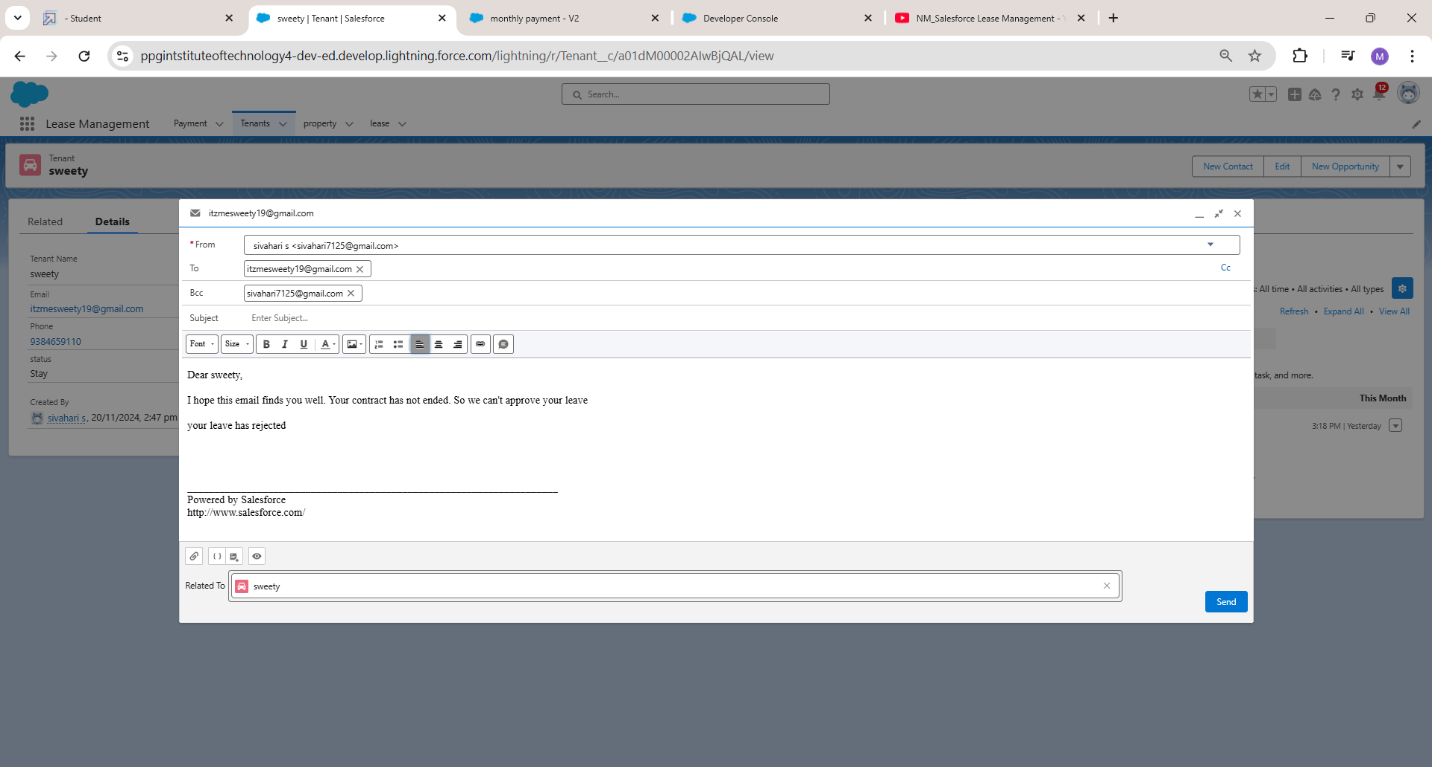 - Student
sweety | Tenant | Salesforce
monthly payment - V2
Developer Console
NM_Salesforce Lease Management -
ppgintstituteoftechnology4-dev-ed.develop.lightning.force.com/lightning/r/Tenant__c/a01dM00002AIwBjQAL/view
M
Search...
12
Lease Management
Payment
Tenants
property
lease
Tenant
sweety
New Contact
Edit
New Opportunity
Related
Details
Tenant Name
sweety
Email
itzmesweety19@gmail.com
Phone
9384659110
status
Stay
Created By
sivahari s, 20/11/2024, 2:47 pm
itzmesweety19@gmail.com
*From
sivahari s <sivahari7125@gmail.com>
To
itzmesweety19@gmail.com
Cc
Bcc
sivahari7125@gmail.com
Subject
Enter Subject...
Font
Size
B I U A
Dear sweety,
I hope this email finds you well. Your contract has not ended. So we can't approve your leave
your leave has rejected
Powered by Salesforce
http://www.salesforce.com/
Related To
sweety
Send
: All time • All activities • All types
Refresh • Expand All • View All
task, and more.
This Month
3:18 PM | Yesterday